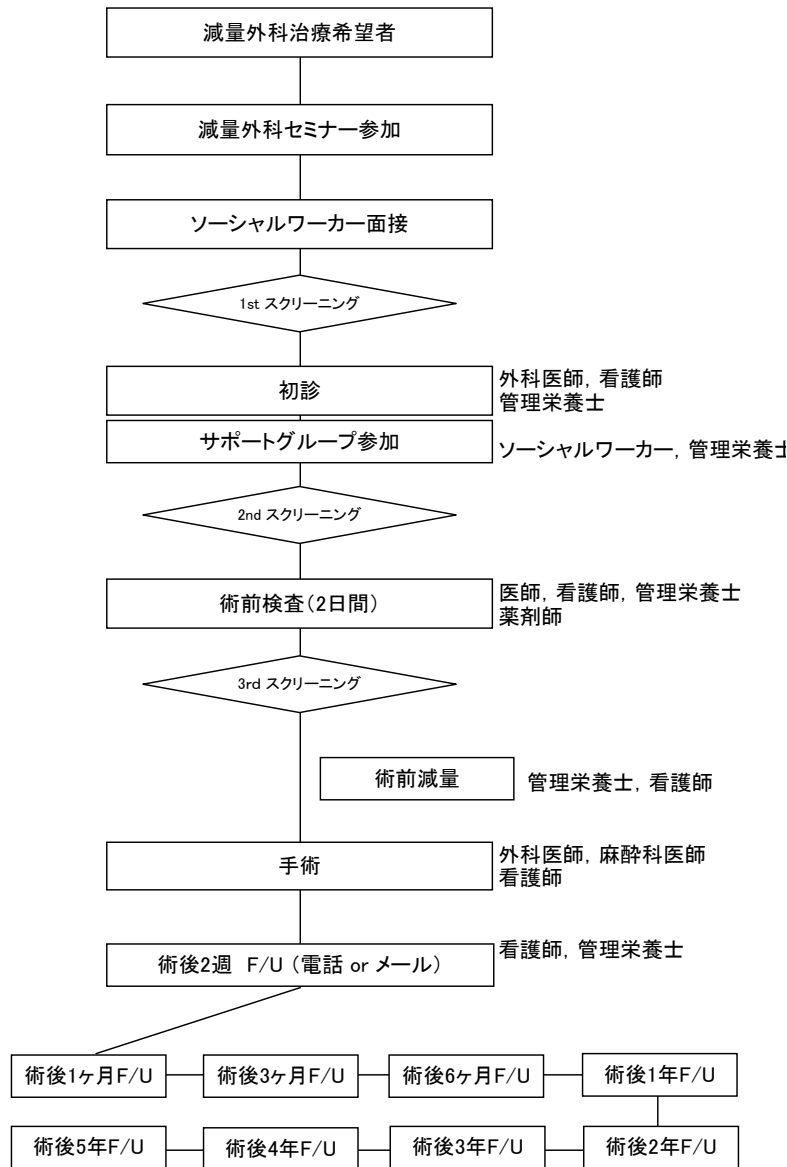 減量外科治療希望者
減量外科セミナー参加
ソーシャルワーカー面接
1st スクリーニング
初診
外科医師, 看護師
管理栄養士
サポートグループ参加
ソーシャルワーカー, 管理栄養士
2nd スクリーニング
術前検査(2日間)
医師, 看護師, 管理栄養士
薬剤師
3rd スクリーニング
術前減量
管理栄養士, 看護師
手術
外科医師, 麻酔科医師
看護師
術後2週 F/U (電話 or メール)
看護師, 管理栄養士
術後1ヶ月F/U
術後3ヶ月F/U
術後6ヶ月F/U
術後1年F/U
術後5年F/U
術後4年F/U
術後3年F/U
術後2年F/U